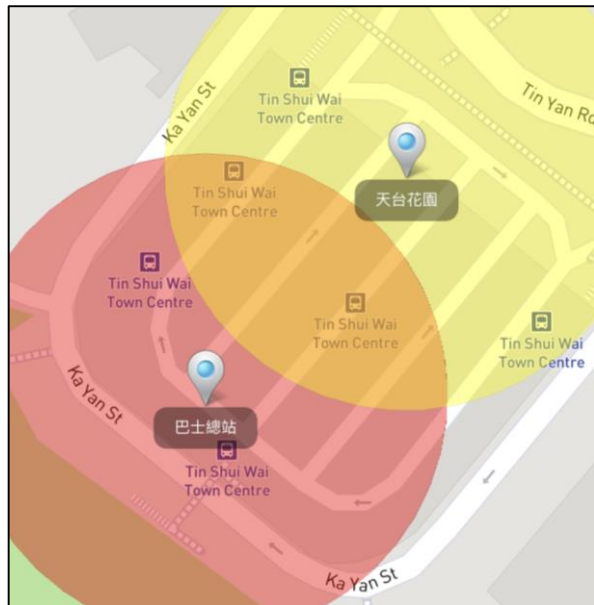 Ka Yan St
Tin Shui Wai
Town Centre
Tin Yan Rd
天台花園
Tin Shui Wai
Town Centre
Tin Shui Wai
Town Centre
Tin Shui Wai
Town Centre
Tin Shui Wai
Town Centre
Ka Yan St
巴士總站
Tin Shui Wai
Town Centre
Ka Yan St